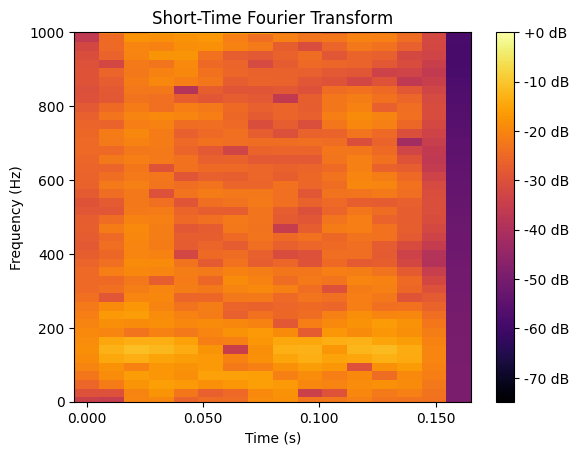 Short-Time Fourier Transform
1000
800
600
400
200
0
Frequency (Hz)
0.000
0.050
0.100
0.150
Time (s)
+0 dB
-10 dB
-20 dB
-30 dB
-40 dB
-50 dB
-60 dB
-70 dB